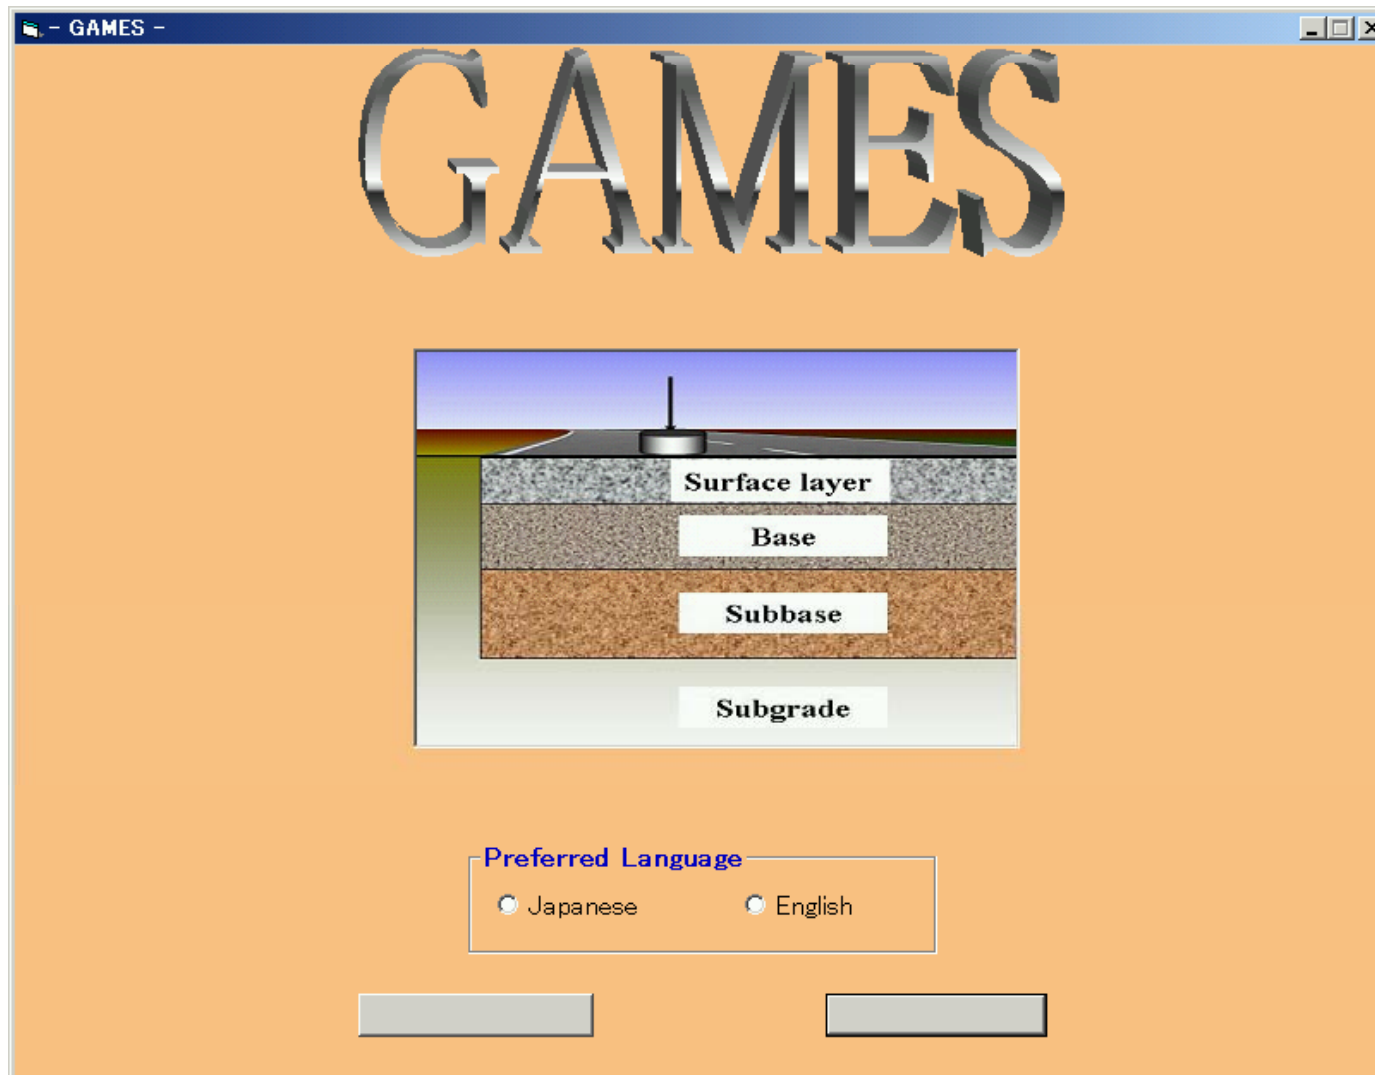 - GAMES -
GAMES
Surface layer
Base
Subbase
Subgrade
Preferred Language
Japanese English